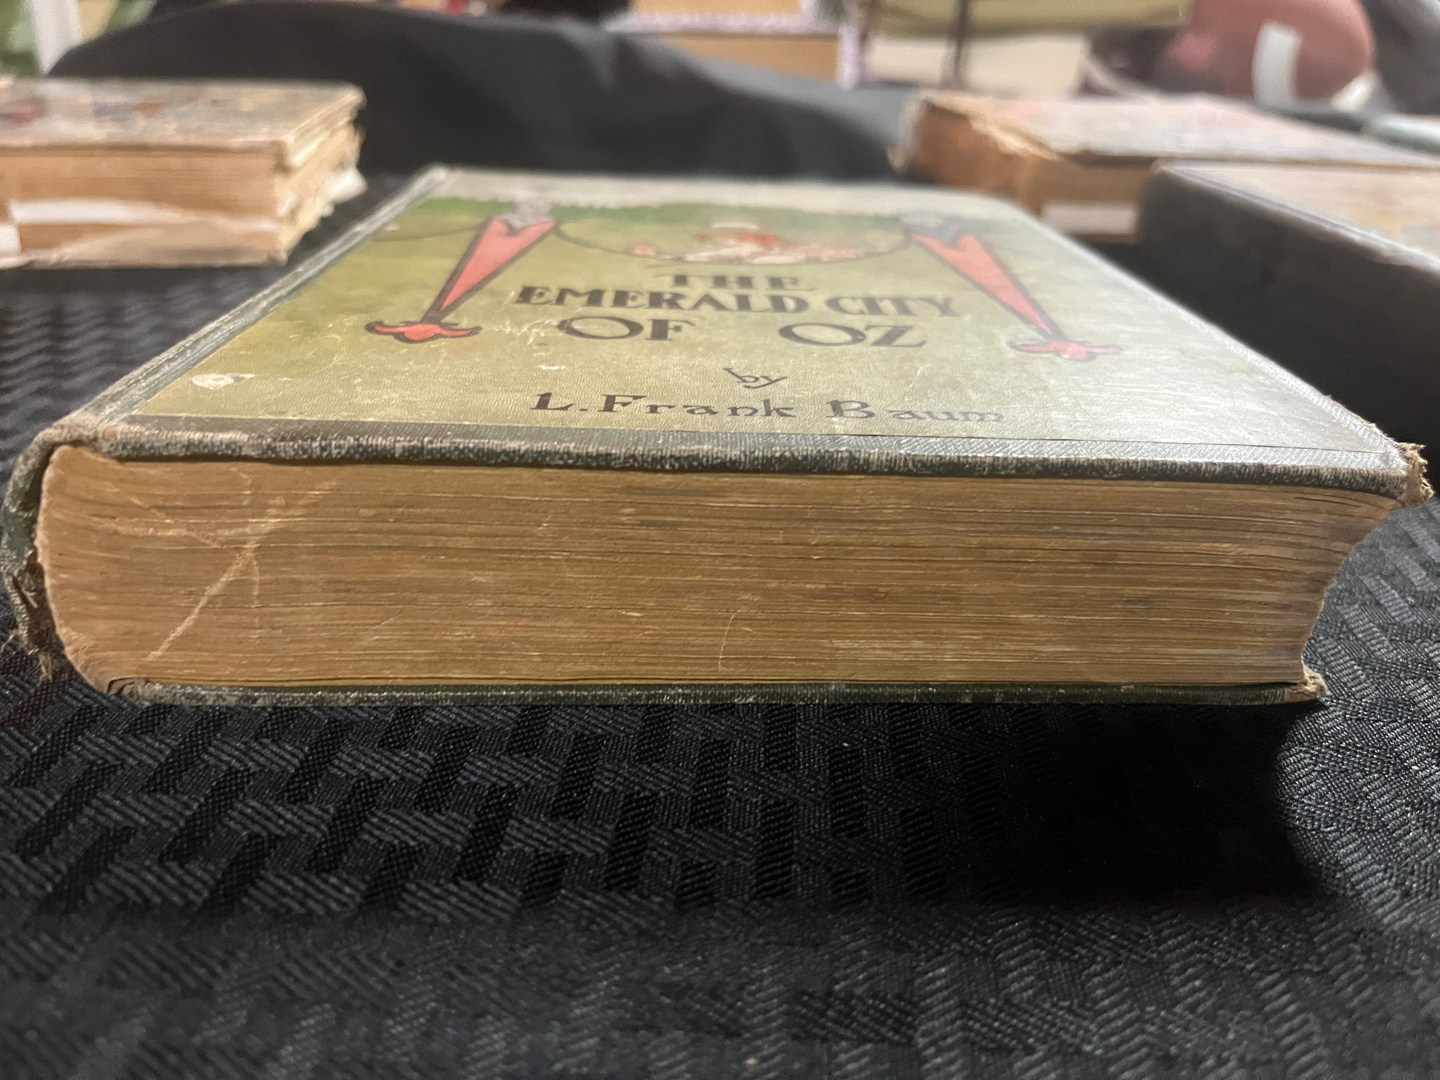 THE
EMERALD CITY
OF OZ
by
L. Frank Baum